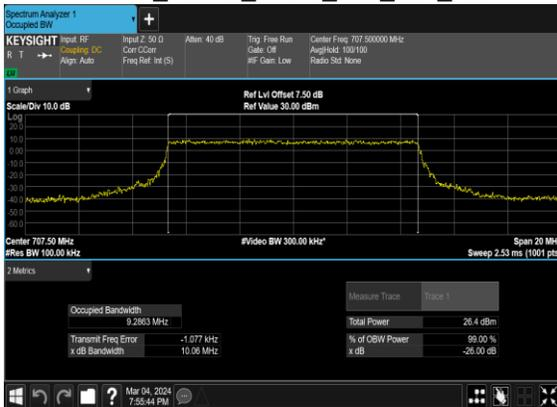 Spectrum Analyzer 1
Occupied BW
+
KEYSIGHT
R T
Input: RF
Coupling: DC
Align: Auto
Input Z: 50 Ω
Corr CCorr
Freq Ref: Int (S)
Atten: 40 dB
Trig: Free Run
Gate: Off
#IF Gain: Low
Center Freq: 707.500000 MHz
Avg|Hold: 100/100
Radio Std: None
1 Graph
Scale/Div 10.0 dB
Ref Lvl Offset 7.50 dB
Ref Value 30.00 dBm
Log
20.0
10.0
0.00
-10.0
-20.0
-30.0
-40.0
-50.0
-60.0
Center 707.50 MHz
#Res BW 100.00 kHz
#Video BW 300.00 kHz*
Span 20 MH
Sweep 2.53 ms (1001 pts
2 Metrics
Measure Trace Trace 1
Occupied Bandwidth
9.2863 MHz
Total Power 26.4 dBm
Transmit Freq Error -1.077 kHz
% of OBW Power 99.00 %
x dB Bandwidth 10.06 MHz
x dB -26.00 dB
?
Mar 04, 2024
7:55:44 PM